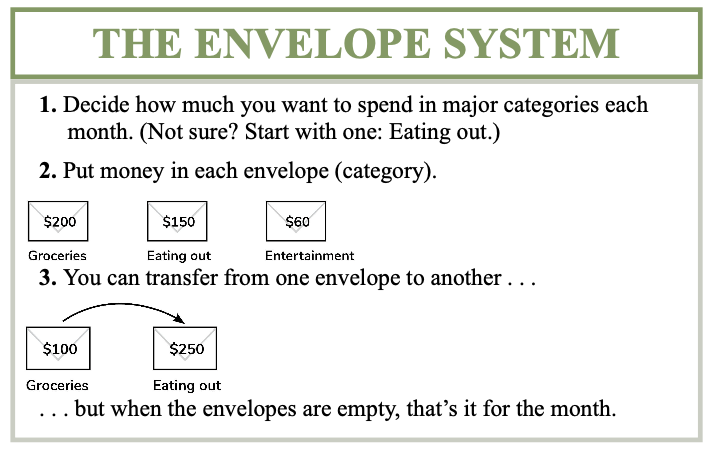 THE ENVELOPE SYSTEM
1. Decide how much you want to spend in major categories each
month. (Not sure? Start with one: Eating out.)
2. Put money in each envelope (category).
$200 $150 $60
Groceries Eating out Entertainment
3. You can transfer from one envelope to another . . .
$100 $250
Groceries Eating out
. . . but when the envelopes are empty, that’s it for the month.